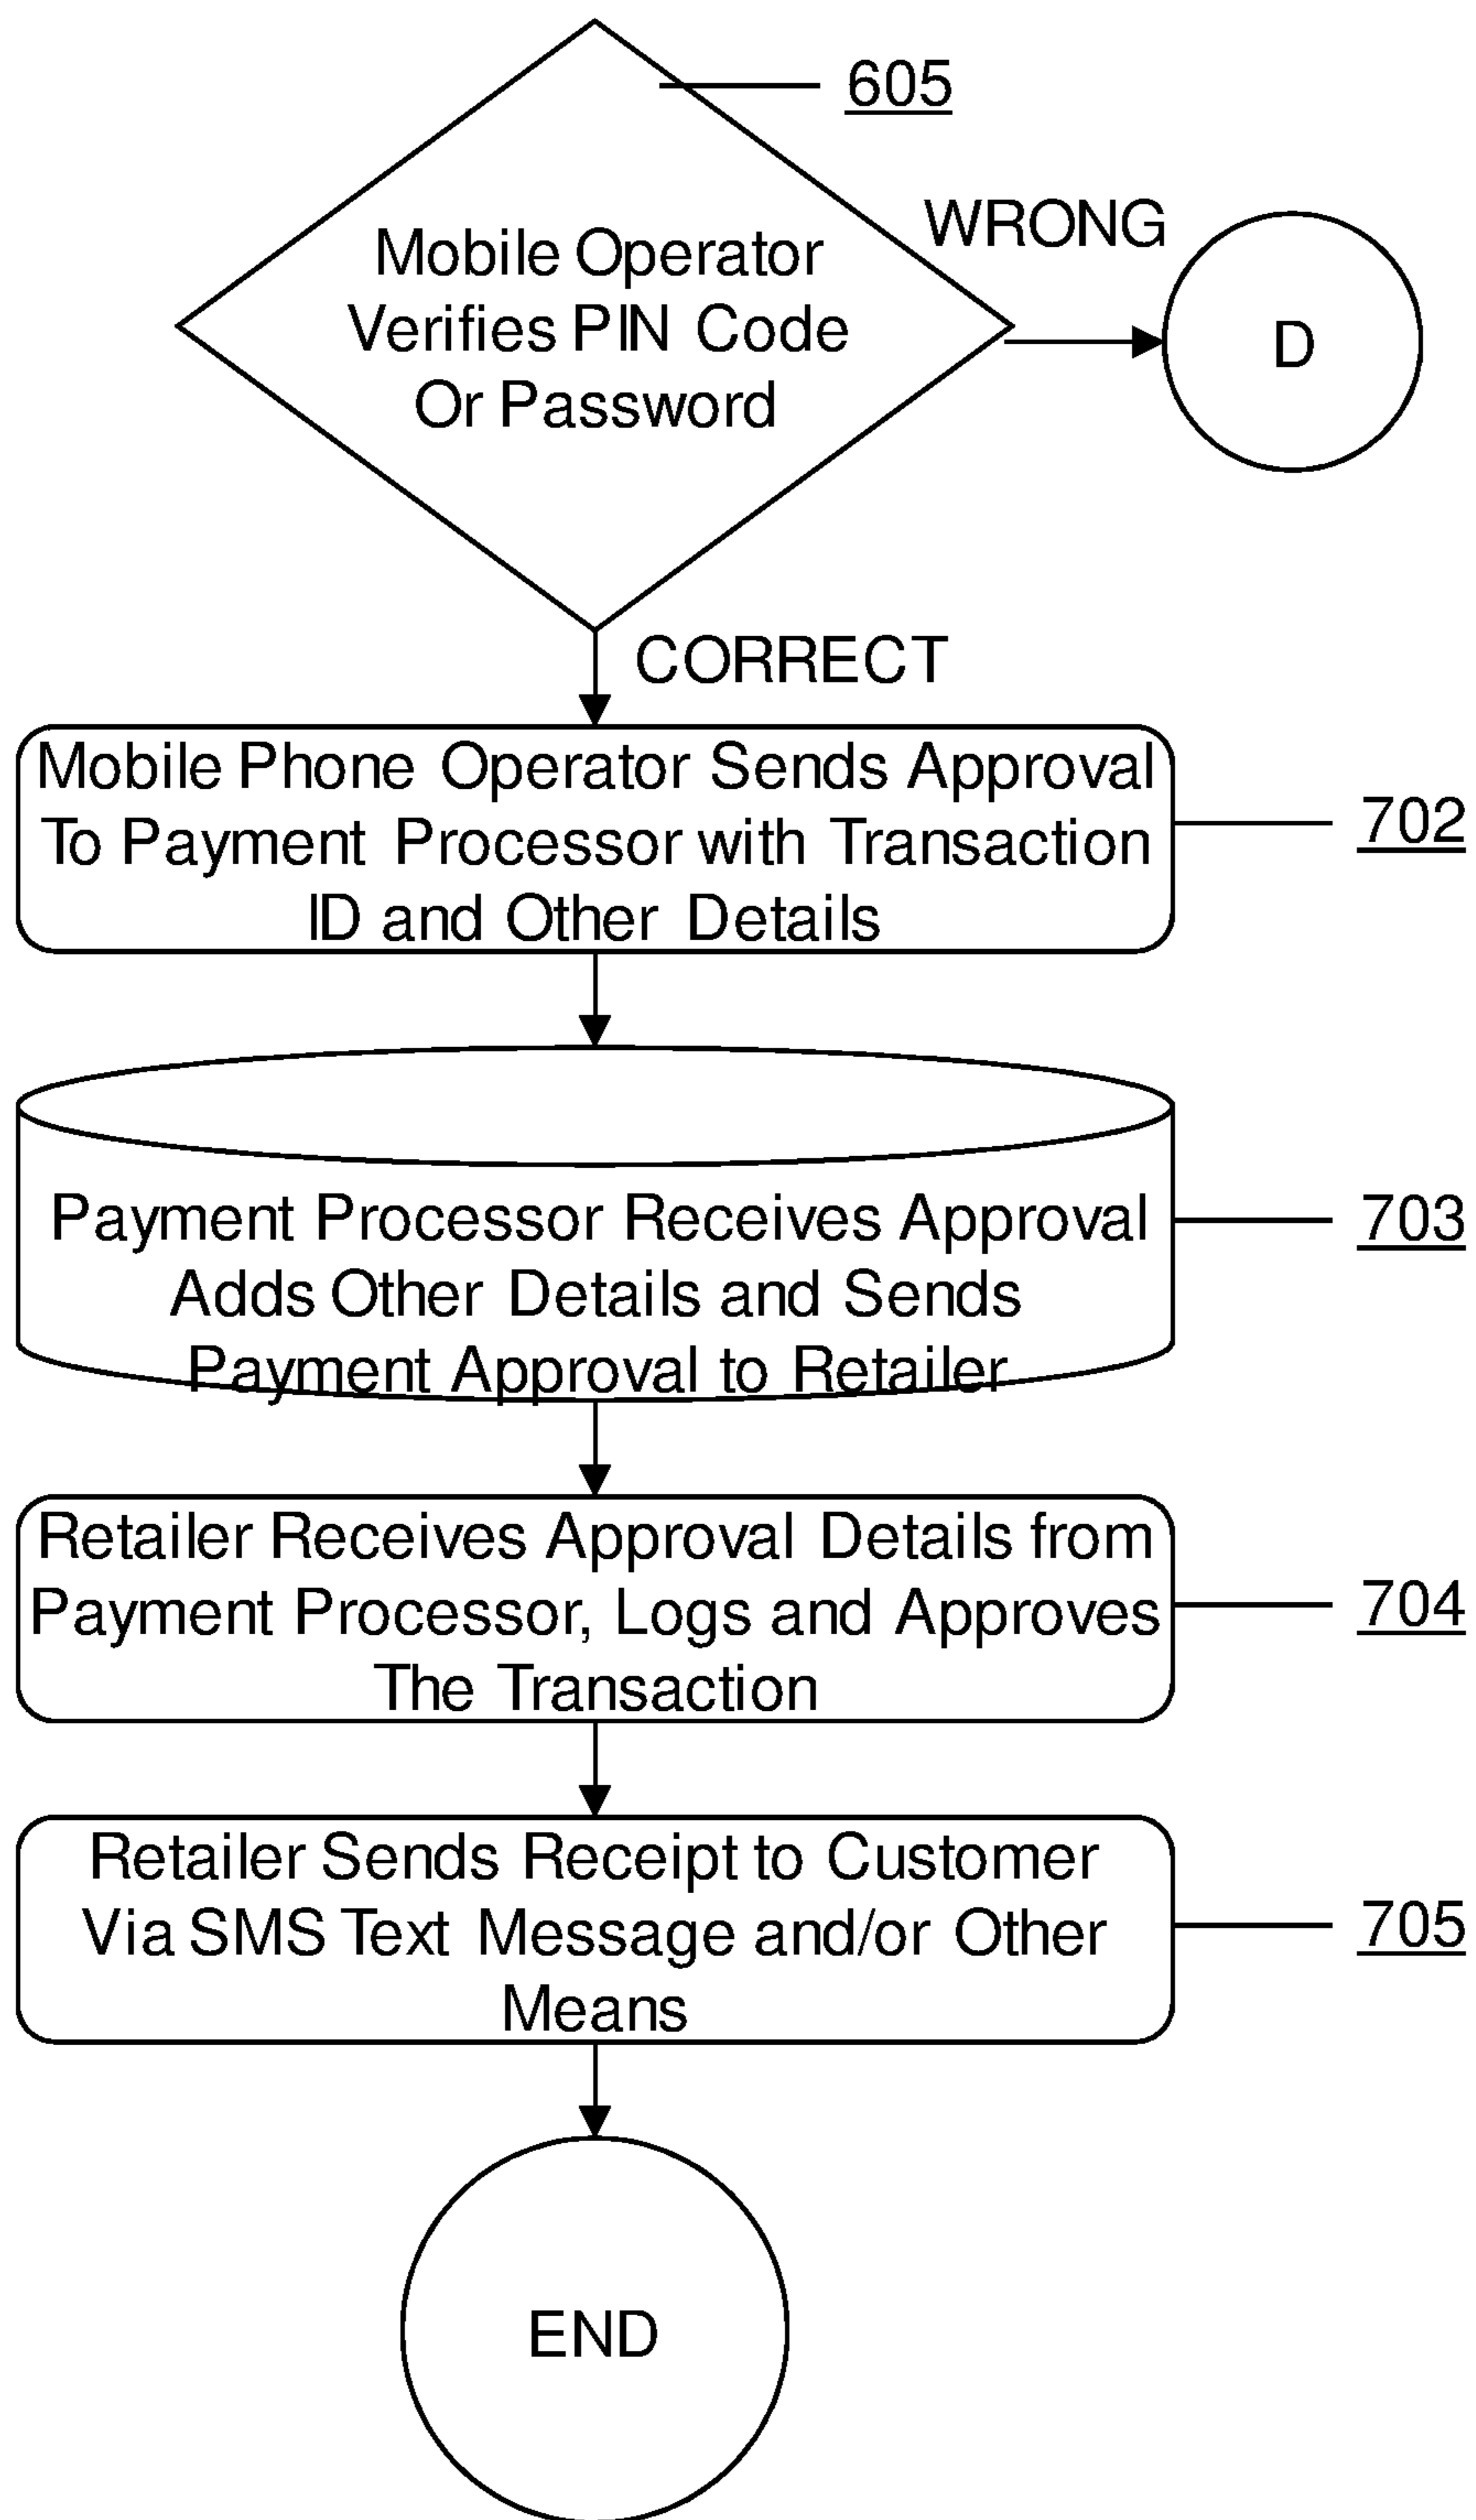 605
WRONG
Mobile Operator
Verifies PIN Code
Or Password
D
CORRECT
Mobile Phone Operator Sends Approval
To Payment Processor with Transaction
ID and Other Details
702
Payment Processor Receives Approval
Adds Other Details and Sends
Payment Approval to Retailer
703
Retailer Receives Approval Details from
Payment Processor, Logs and Approves
The Transaction
704
Retailer Sends Receipt to Customer
Via SMS Text Message and/or Other
Means
705
END